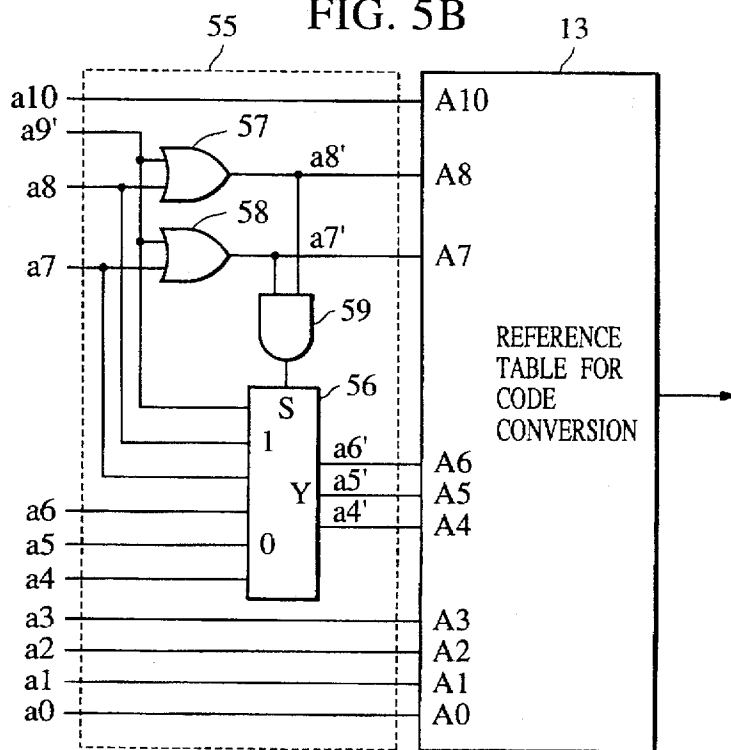 FIG. 5B
55
13
a10
A10
a9'
57
a8'
a8
A8
58
a7'
a7
A7
59
REFERENCE
TABLE FOR
CODE
CONVERSION
56
S
1
a6'
A6
Y
a5'
A5
a6
a4'
A4
a5
0
a4
a3
A3
a2
A2
a1
A1
a0
A0